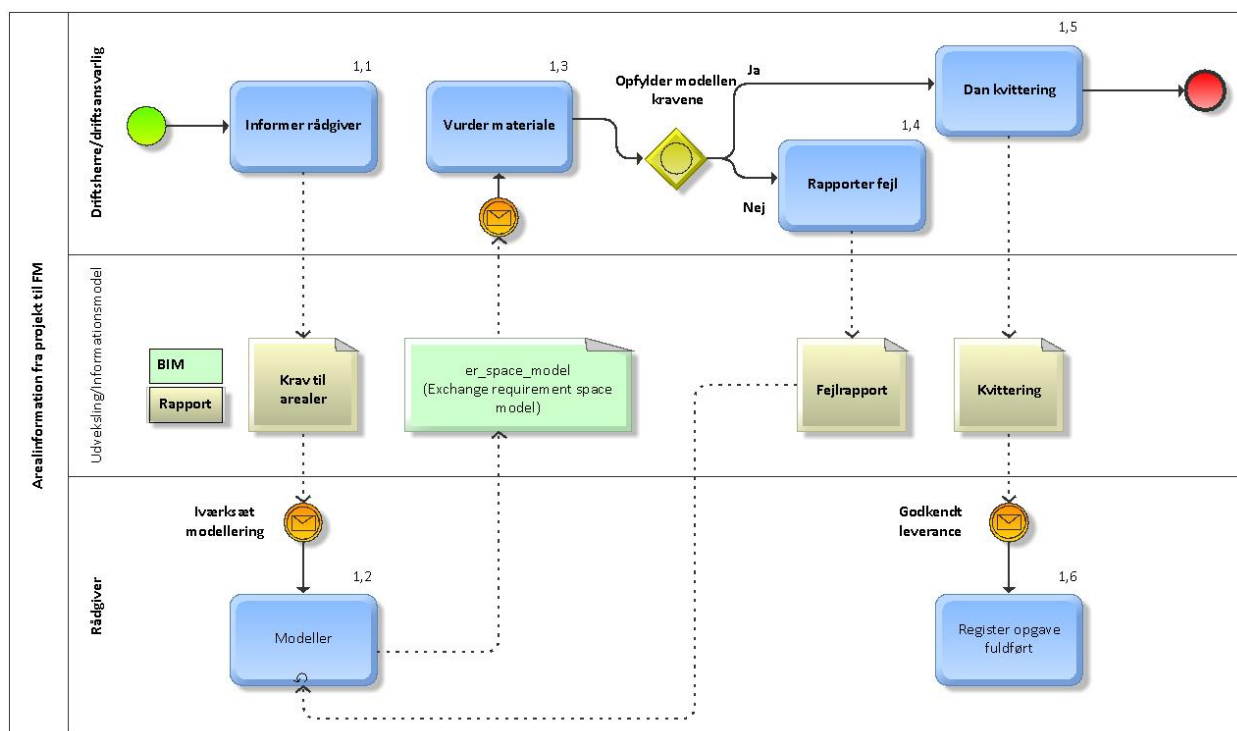 Arealinformation fra projekt til FM
Driftsherre/driftsansvarlig
1,1
Informer rådgiver
1,3
Vurder materiale
Opfylder modellen
kravene
Ja
Nej
1,4
Rapporter fejl
1,5
Dan kvittering
Udveksling/Informationsmodel
BIM
Rapport
Krav til
arealer
er_space_model
(Exchange requirement space
model)
Fejlrapport
Kvittering
Rådgiver
Iværksæt
modellering
1,2
Modeller
Godkendt
leverance
1,6
Register opgave
fuldført